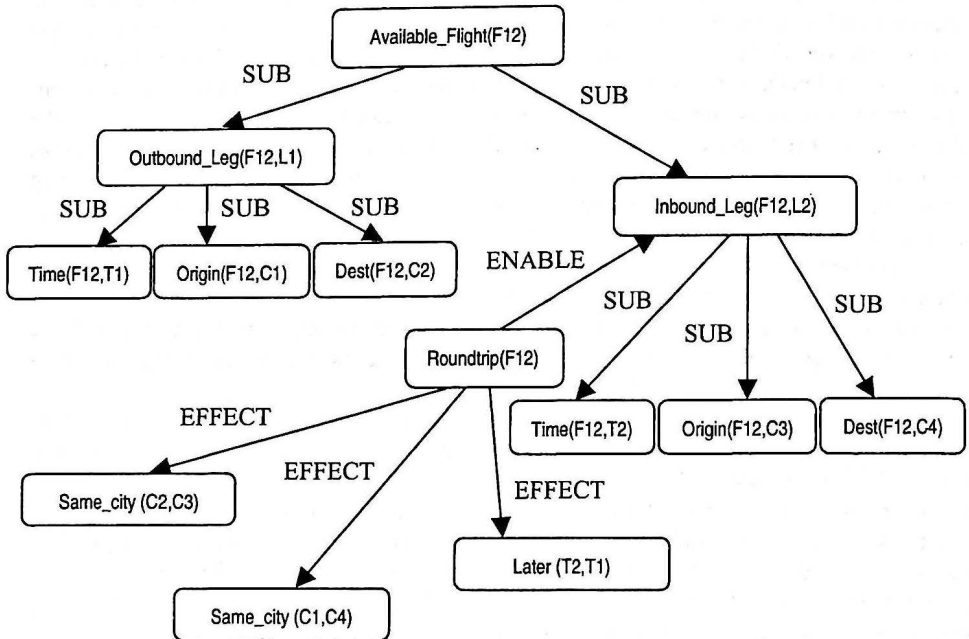 Available_Flight(F12)
SUB
SUB
Outbound_Leg(F12,L1)
SUB
SUB
SUB
Inbound_Leg(F12,L2)
Time(F12,T1)
Origin(F12,C1)
Dest(F12,C2)
ENABLE
SUB
SUB
SUB
Roundtrip(F12)
EFFECT
Time(F12,T2)
Origin(F12,C3)
Dest(F12,C4)
EFFECT
EFFECT
Same_city (C2,C3)
Later (T2,T1)
Same_city (C1,C4)